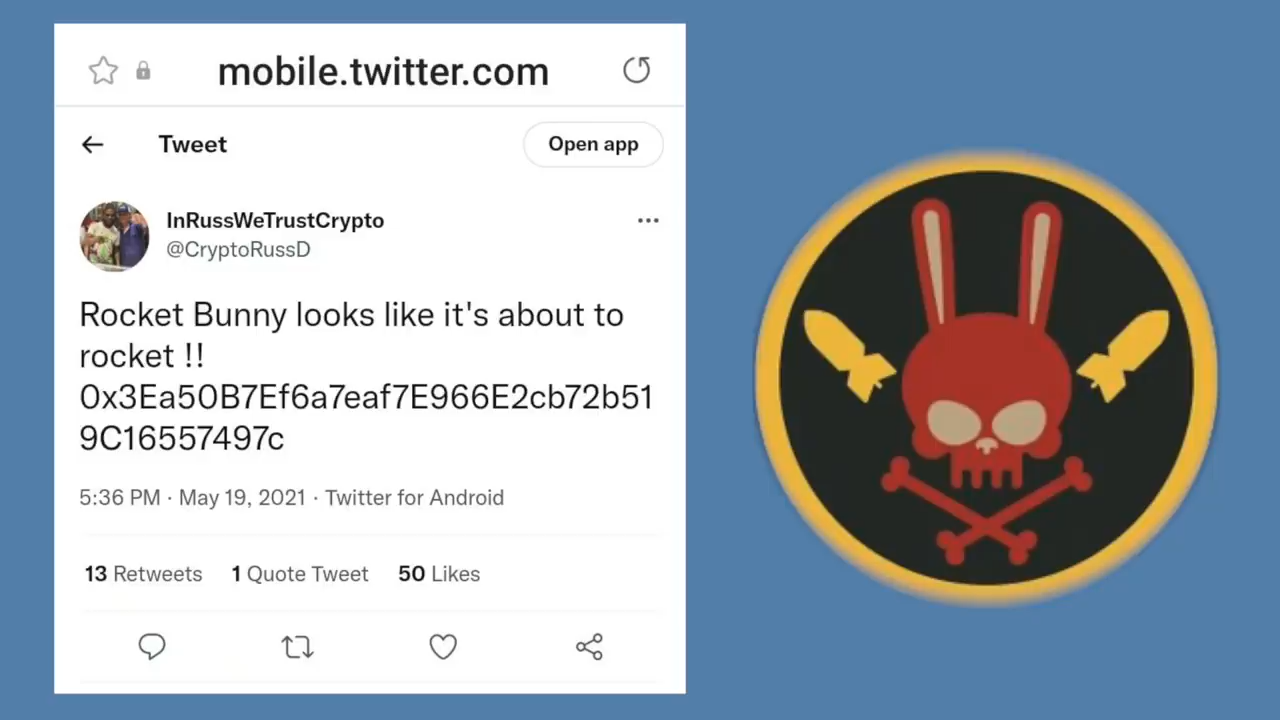 mobile.twitter.com
Tweet
Open app
InRussWeTrustCrypto
@CryptoRussD
Rocket Bunny looks like it's about to
rocket !!
0x3Ea50B7Ef6a7eaf7E966E2cb72b51
9C16557497c
5:36 PM · May 19, 2021 · Twitter for Android
13 Retweets 1 Quote Tweet 50 Likes